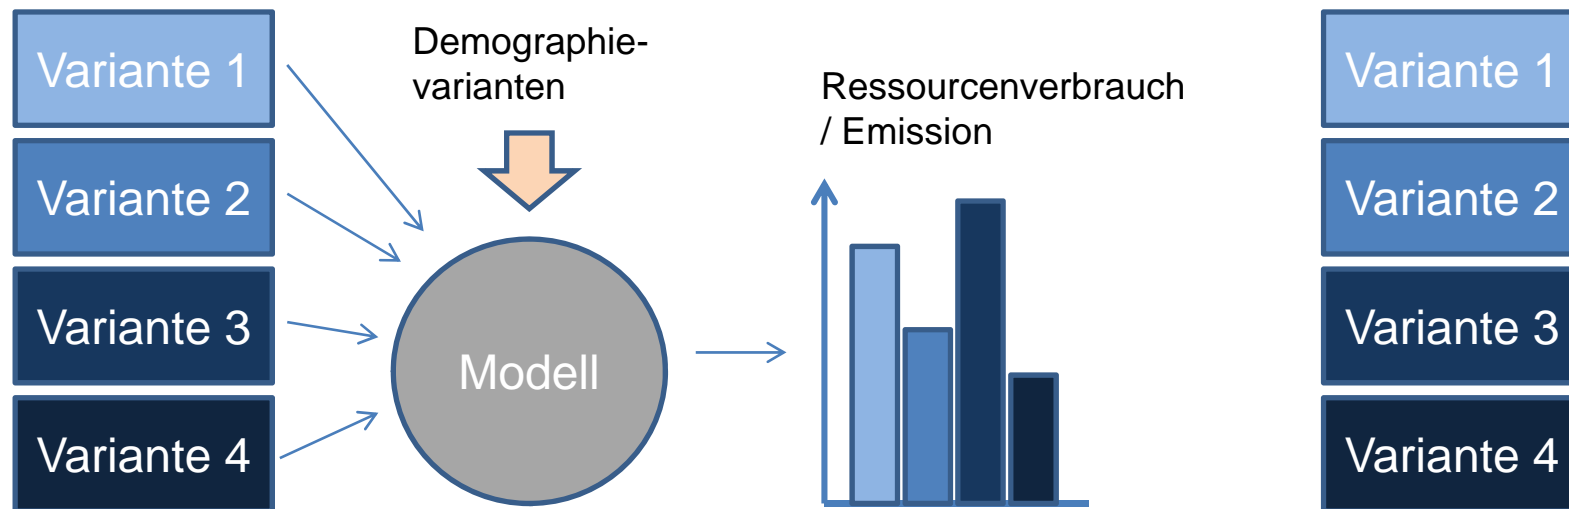 Variante 1
Variante 2
Variante 3
Variante 4
Demographie-
varianten
Modell
Ressourcenverbrauch
/ Emission
Variante 1
Variante 2
Variante 3
Variante 4